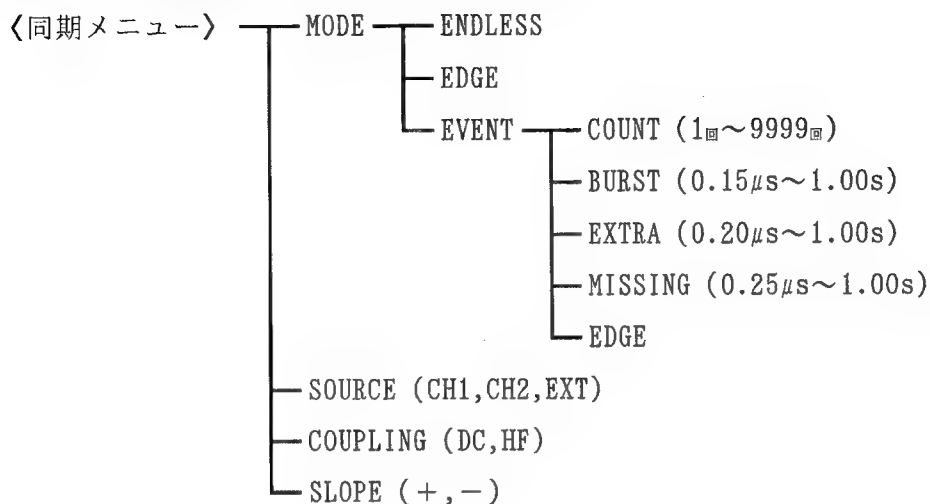 〈同期メニュー〉 MODE ENDLESS
EDGE
EVENT COUNT (1回～9999回)
BURST (0.15μs～1.00s)
EXTRA (0.20μs～1.00s)
MISSING (0.25μs～1.00s)
EDGE
SOURCE (CH1,CH2,EXT)
COUPLING (DC,HF)
SLOPE (+,−)